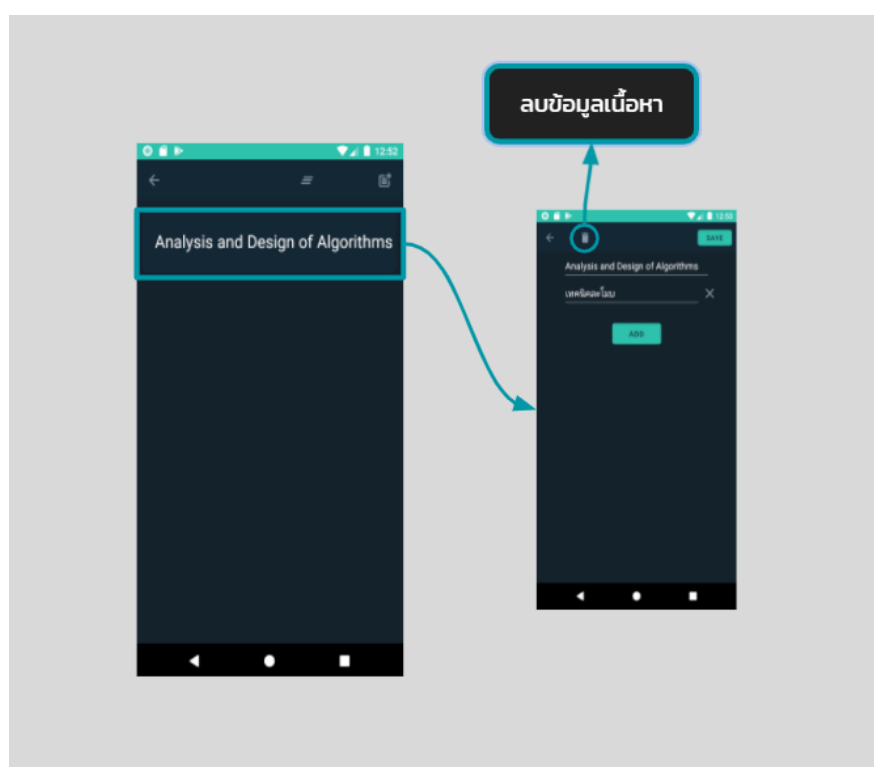 ลบข้อมูลเนื้อหา
12:52
Analysis and Design of Algorithms
12:53
SAVE
Analysis and Design of Algorithms
ADD